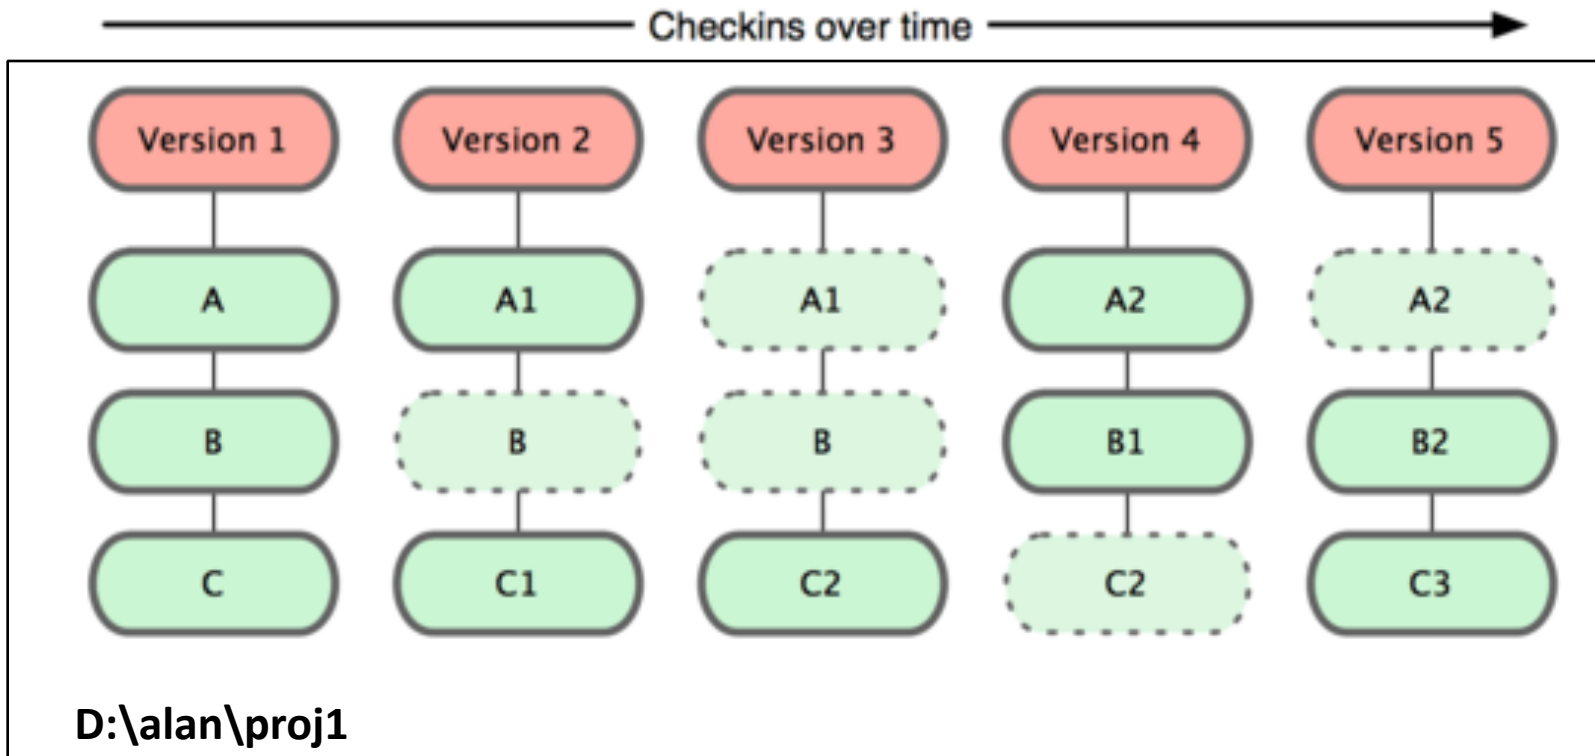 Checkins over time
Version 1 Version 2 Version 3 Version 4 Version 5
A A1 A1 A2 A2
B B B B1 B2
C C1 C2 C2 C3
D:\alan\proj1